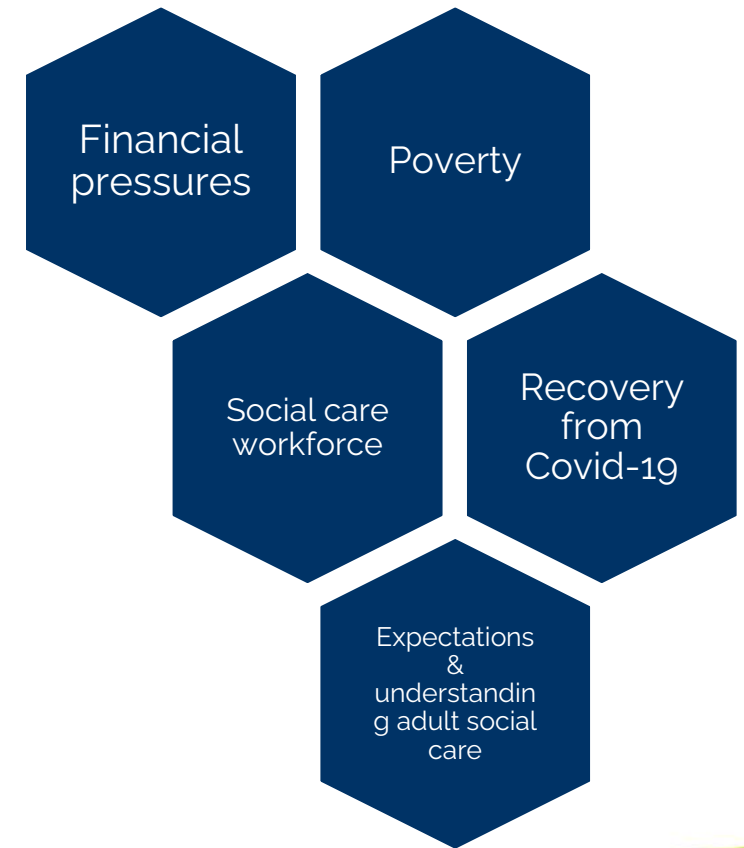 Financial
pressures
Poverty
Social care
workforce
Recovery
from
Covid-19
Expectations
&
understandin
g adult social
care